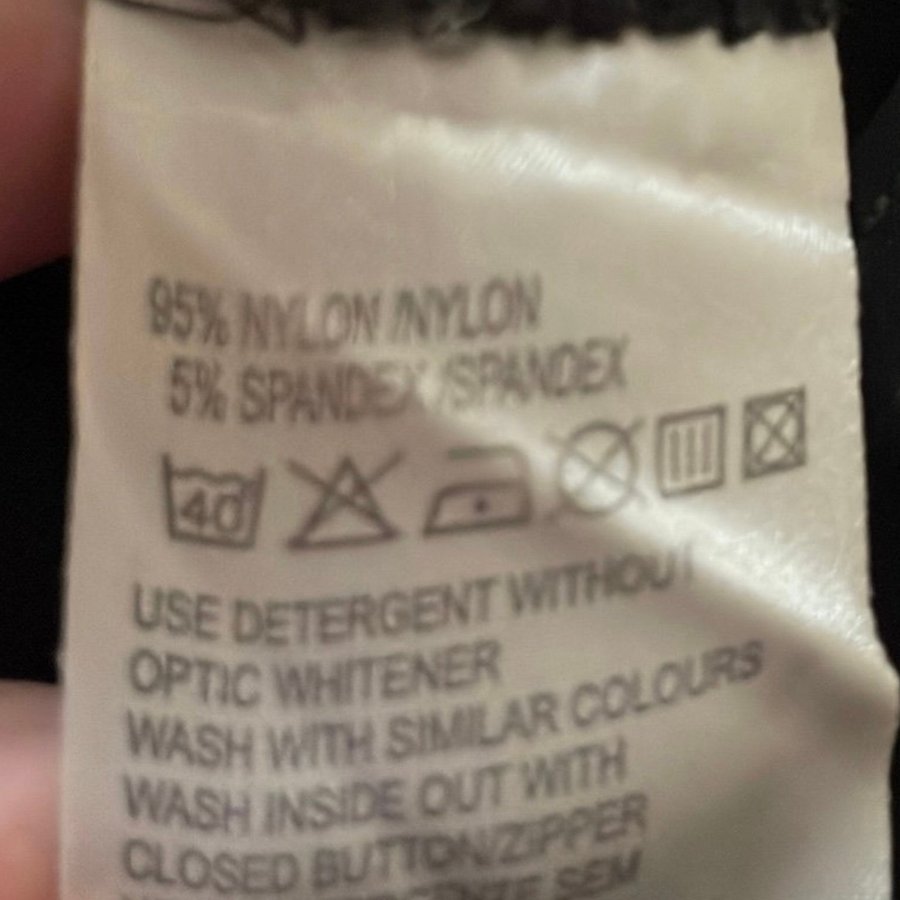 95% NYLON /NYLON
5% SPANDEX /SPANDEX
40
USE DETERGENT WITHOUT
OPTIC WHITENER
WASH WITH SIMILAR COLOURS
WASH INSIDE OUT WITH
CLOSED BUTTON/ZIPPER
SEM